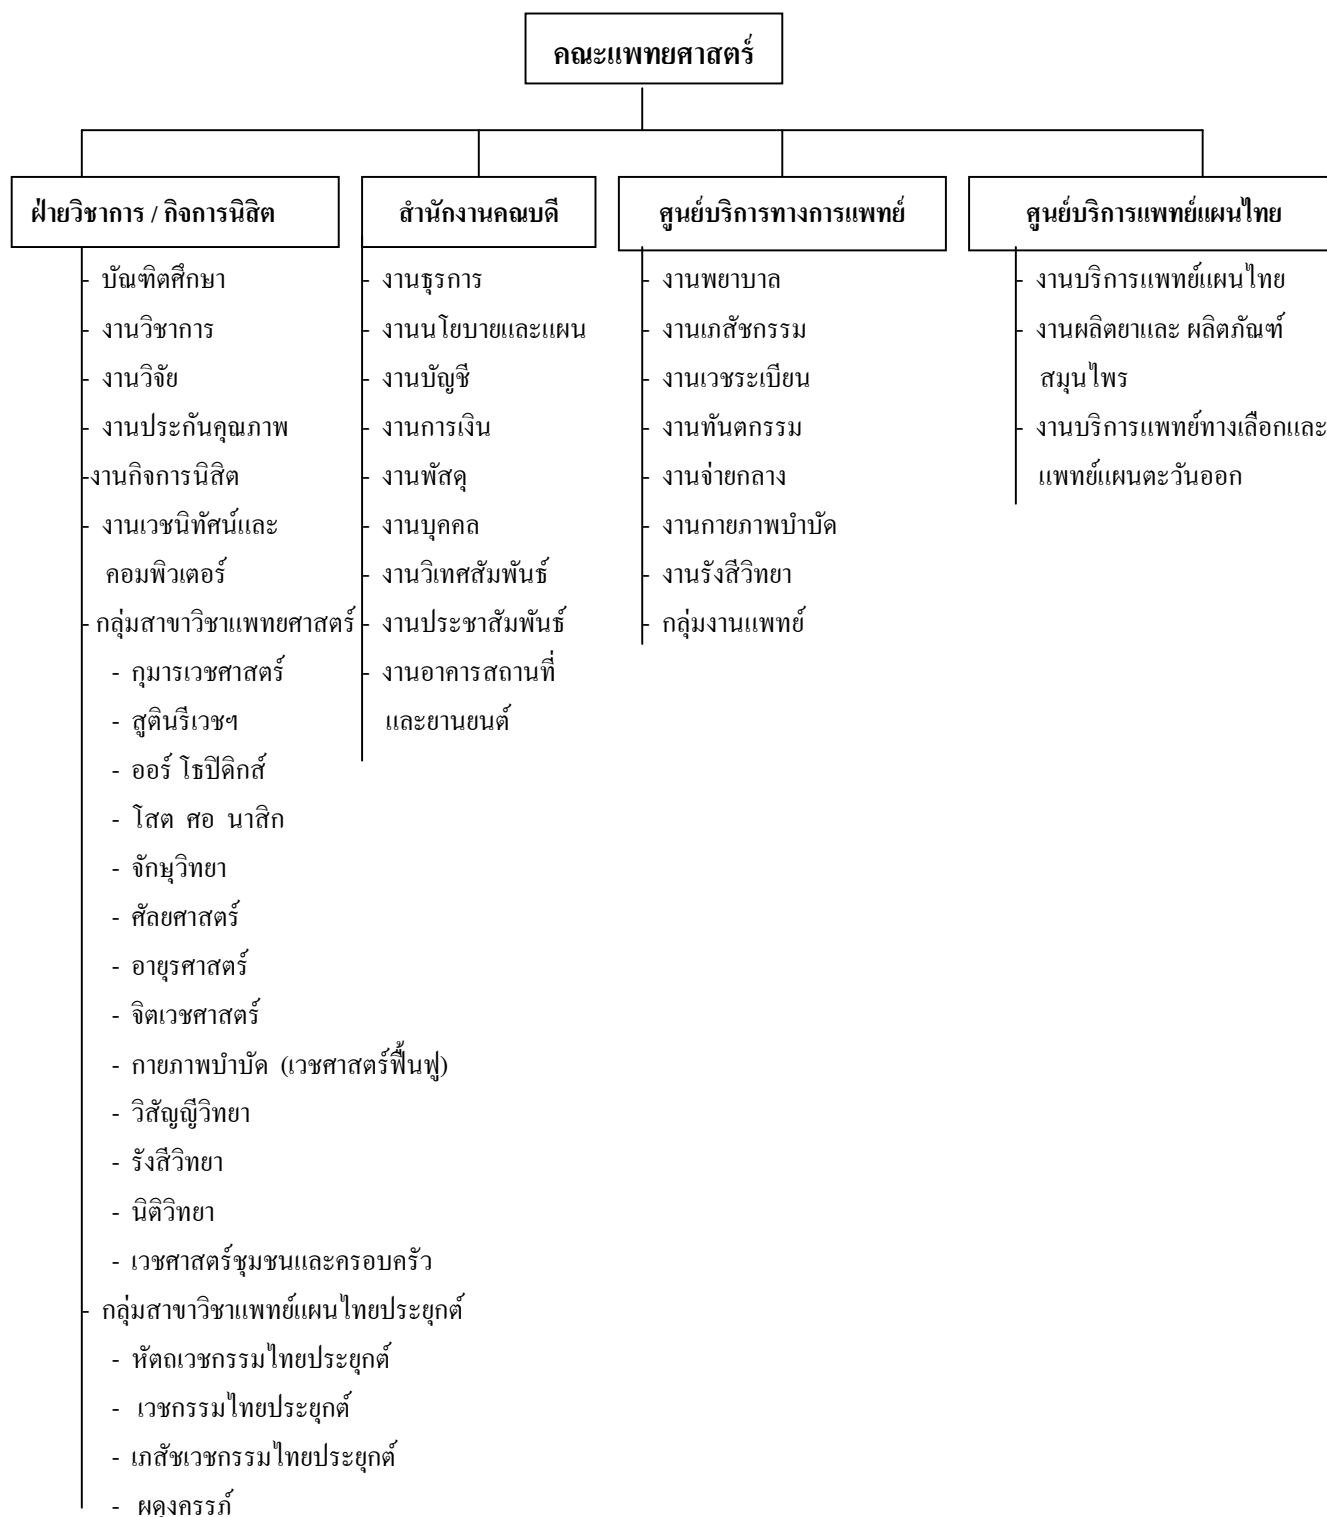 คณะแพทยศาสตร์
ฝ่ายวิชาการ / กิจการนิสิต
- บัณฑิตศึกษา
- งานวิชาการ
- งานวิจัย
- งานประกันคุณภาพ
-งานกิจการนิสิต
- งานเวชนิทัศน์และ
คอมพิวเตอร์
- กลุ่มสาขาวิชาแพทยศาสตร์
- กุมารเวชศาสตร์
- สูตินรีเวชฯ
- ออร์ โธปิดิกส์
- โสต ศอ นาสิก
- จักษุวิทยา
- ศัลยศาสตร์
- อายุรศาสตร์
- จิตเวชศาสตร์
- กายภาพบำบัด (เวชศาสตร์ฟื้นฟู)
- วิสัญญีวิทยา
- รังสีวิทยา
- นิติวิทยา
- เวชศาสตร์ชุมชนและครอบครัว
- กลุ่มสาขาวิชาแพทย์แผนไทยประยุกต์
- หัตถเวชกรรมไทยประยุกต์
- เวชกรรมไทยประยุกต์
- เภสัชเวชกรรมไทยประยุกต์
- ผดุงครรภ์
สำนักงานคณบดี
- งานธุรการ
- งานนโยบายและแผน
- งานบัญชี
- งานการเงิน
- งานพัสดุ
- งานบุคคล
- งานวิเทศสัมพันธ์
- งานประชาสัมพันธ์
- งานอาคารสถานที่
และยานยนต์
ศูนย์บริการทางการแพทย์
- งานพยาบาล
- งานเภสัชกรรม
- งานเวชระเบียน
- งานทันตกรรม
- งานจ่ายกลาง
- งานกายภาพบำบัด
- งานรังสีวิทยา
- กลุ่มงานแพทย์
ศูนย์บริการแพทย์แผนไทย
- งานบริการแพทย์แผนไทย
- งานผลิตยาและ ผลิตภัณฑ์
สมุนไพร
- งานบริการแพทย์ทางเลือกและ
แพทย์แผนตะวันออก